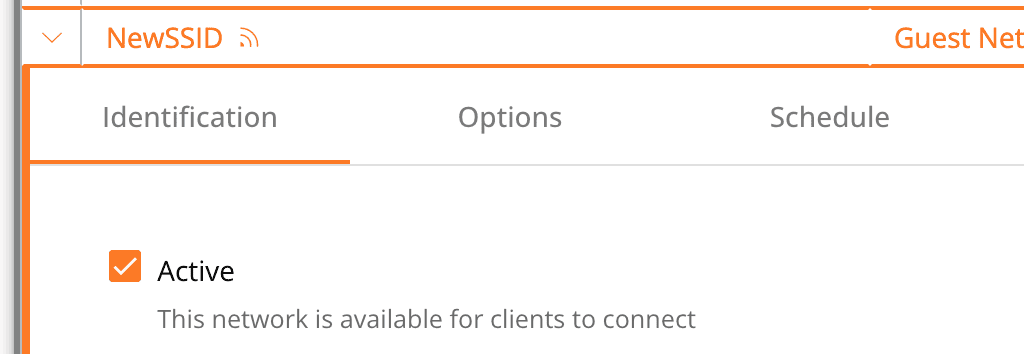 NewSSID Guest Net
Identification Options Schedule
Active
This network is available for clients to connect